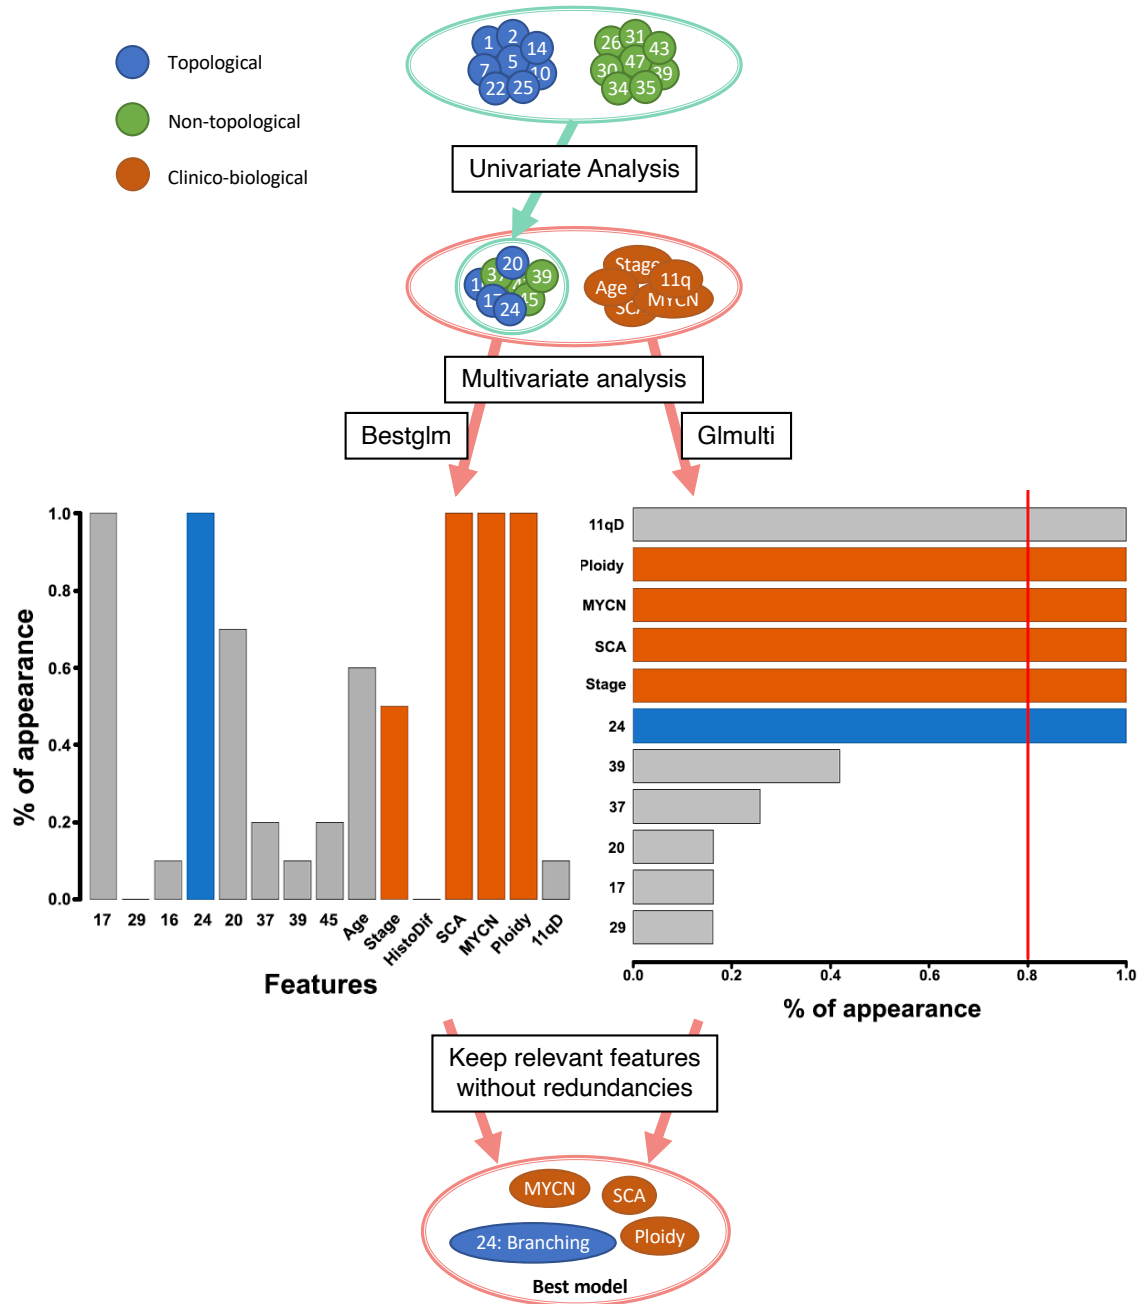 Topological
Non-topological
Clinico-biological
1 2 14
7 5 10
22 25
26 31 43
30 47 39
34 35
Univariate Analysis
20
37 39
45
24
Stage
Age 11q
SCA MYCN
Multivariate analysis
Bestglm
Glmulti
% of appearance
1.0
0.8
0.6
0.4
0.2
0.0
17 29 16 24 20 37 39 45 Age Stage HistoDif SCA MYCN Ploidy 11qD
Features
11qD
Ploidy
MYCN
SCA
Stage
24
39
37
20
17
29
0.0 0.2 0.4 0.6 0.8 1.0
% of appearance
Keep relevant features
without redundancies
MYCN
SCA
24: Branching
Ploidy
Best model